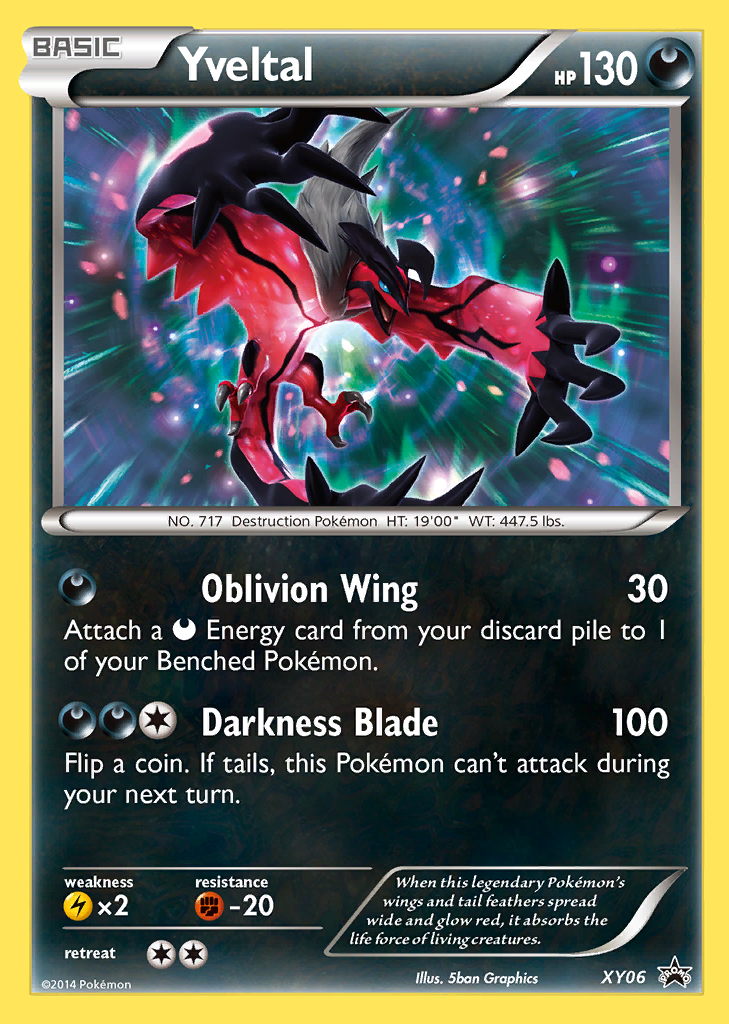 BASIC Yveltal HP 130
NO. 717 Destruction Pokémon HT: 19'00" WT: 447.5 lbs.
Oblivion Wing 30
Attach a Energy card from your discard pile to 1
of your Benched Pokémon.
Darkness Blade 100
Flip a coin. If tails, this Pokémon can't attack during
your next turn.
weakness resistance
×2 -20
retreat
When this legendary Pokémon's
wings and tail feathers spread
wide and glow red, it absorbs the
life force of living creatures.
©2014 Pokémon Illus. 5ban Graphics XY06 PROMO